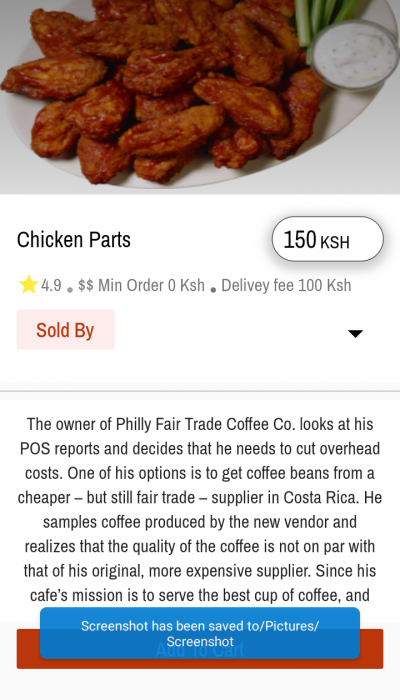 Chicken Parts
150 KSH
4.9 . $$ Min Order 0 Ksh . Delivey fee 100 Ksh
Sold By
The owner of Philly Fair Trade Coffee Co. looks at his
POS reports and decides that he needs to cut overhead
costs. One of his options is to get coffee beans from a
cheaper – but still fair trade – supplier in Costa Rica. He
samples coffee produced by the new vendor and
realizes that the quality of the coffee is not on par with
that of his original, more expensive supplier. Since his
cafe’s mission is to serve the best cup of coffee, and
Screenshot has been saved to/Pictures/
Screenshot
Add To Cart